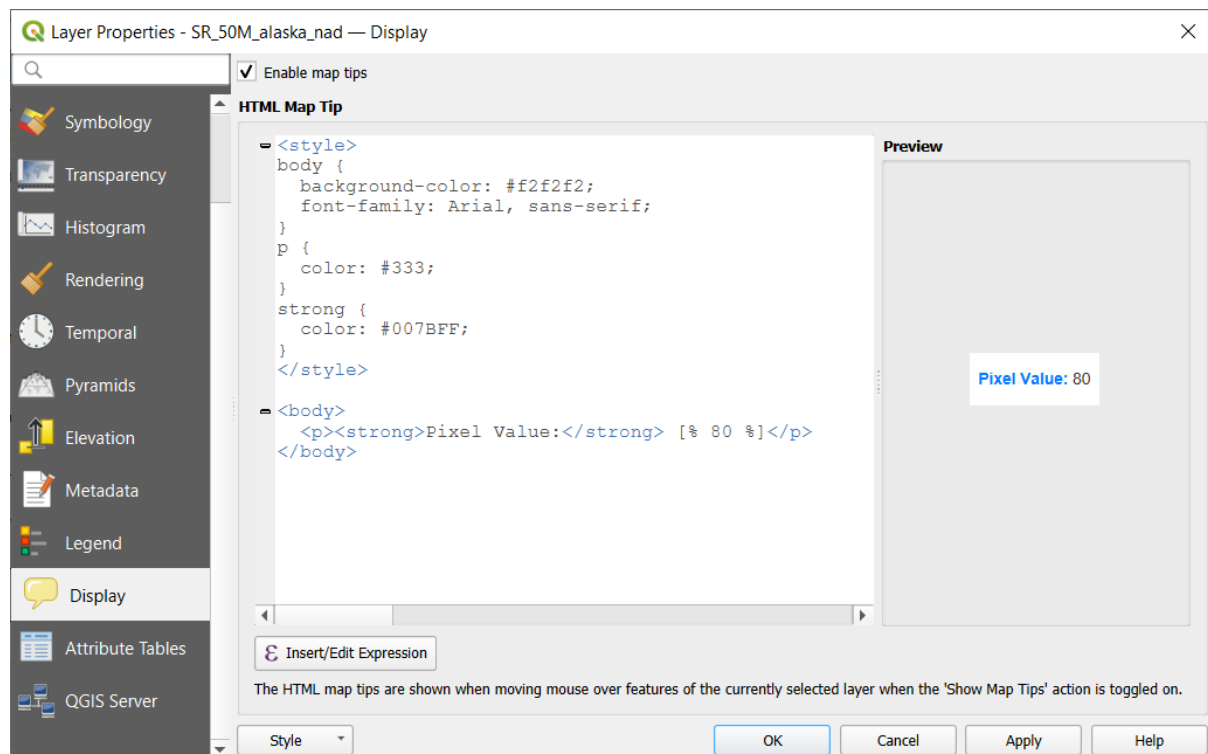 Layer Properties - SR_50M_alaska_nad — Display
Enable map tips
Symbology
Transparency
Histogram
Rendering
Temporal
Pyramids
Elevation
Metadata
Legend
Display
Attribute Tables
QGIS Server
HTML Map Tip
<style>
body {
  background-color: #f2f2f2;
  font-family: Arial, sans-serif;
}
p {
  color: #333;
}
strong {
  color: #007BFF;
}
</style>
<body>
  <p><strong>Pixel Value:</strong> [% 80 %]</p>
</body>
Preview
Pixel Value: 80
Insert/Edit Expression
The HTML map tips are shown when moving mouse over features of the currently selected layer when the 'Show Map Tips' action is toggled on.
Style
OK
Cancel
Apply
Help